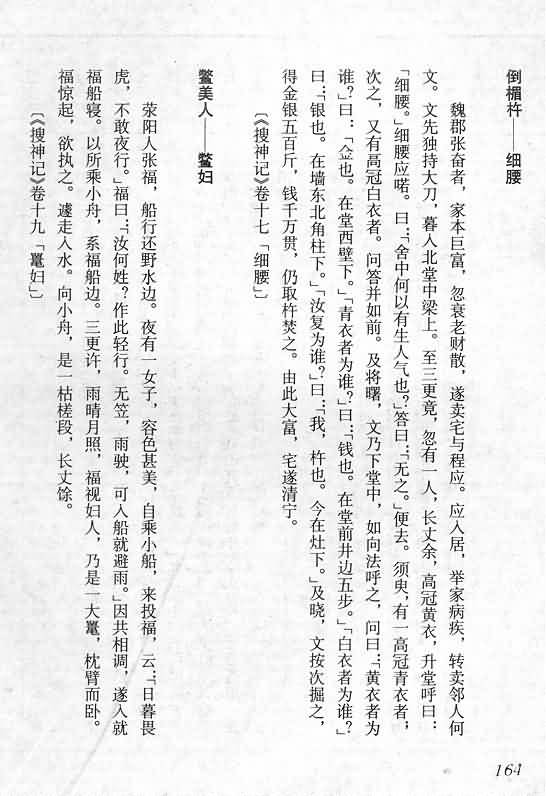 倒楣杵——细腰
魏郡张奋者，家本巨富，忽衰老财散，遂卖宅与程应。应入居，举家病疾，转卖邻人何
文。文先独持大刀，暮入北堂中梁上。至三更竟，忽有一人，长丈余，高冠黄衣，升堂呼曰：
「细腰。」细腰应喏。曰：「舍中何以有生人气也？」答曰：「无之。」便去。须臾，有一高冠青衣者；
次之，又有高冠白衣者。问答并如前。及将曙，文乃下堂中，如向法呼之，问曰：「黄衣者为
谁？」曰：「金也。在堂西壁下。」「青衣者为谁？」曰：「钱也。在堂前井边五步。」「白衣者为谁？」
曰：「银也。在墙东北角柱下。」「汝复为谁？」曰：「我，杵也。今在灶下。」及晓，文按次掘之，
得金银五百斤，钱千万贯，仍取杵焚之。由此大富，宅遂清宁。
（《搜神记》卷十七「细腰」）
鳖美人——鳖妇
荥阳人张福，船行还野水边。夜有一女子，容色甚美，自乘小船，来投福，云：「日暮畏
虎，不敢夜行。」福曰：「汝何姓？作此轻行。无笠，雨驶，可入船就避雨。」因共相调，遂入就
福船寝。以所乘小舟，系福船边。三更许，雨晴月照，福视妇人，乃是一大鼍，枕臂而卧。
福惊起，欲执之。遽走入水。向小舟，是一枯槎段，长丈馀。
（《搜神记》卷十九「鼍妇」）
164